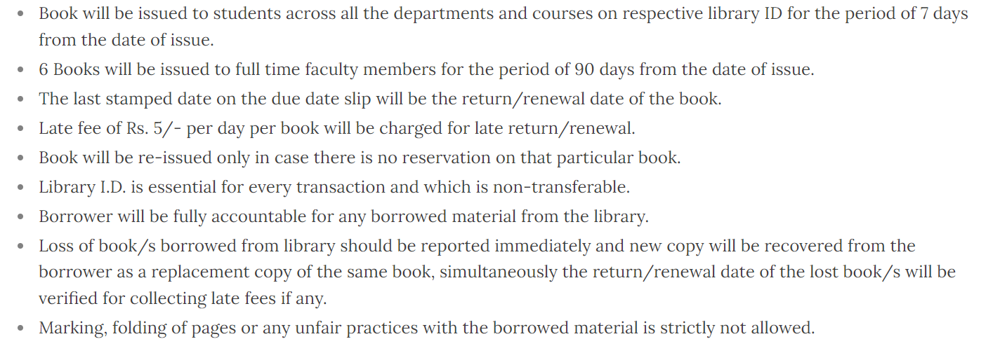 • Book will be issued to students across all the departments and courses on respective library ID for the period of 7 days
from the date of issue.
• 6 Books will be issued to full time faculty members for the period of 90 days from the date of issue.
• The last stamped date on the due date slip will be the return/renewal date of the book.
• Late fee of Rs. 5/- per day per book will be charged for late return/renewal.
• Book will be re-issued only in case there is no reservation on that particular book.
• Library I.D. is essential for every transaction and which is non-transferable.
• Borrower will be fully accountable for any borrowed material from the library.
• Loss of book/s borrowed from library should be reported immediately and new copy will be recovered from the
borrower as a replacement copy of the same book, simultaneously the return/renewal date of the lost book/s will be
verified for collecting late fees if any.
• Marking, folding of pages or any unfair practices with the borrowed material is strictly not allowed.